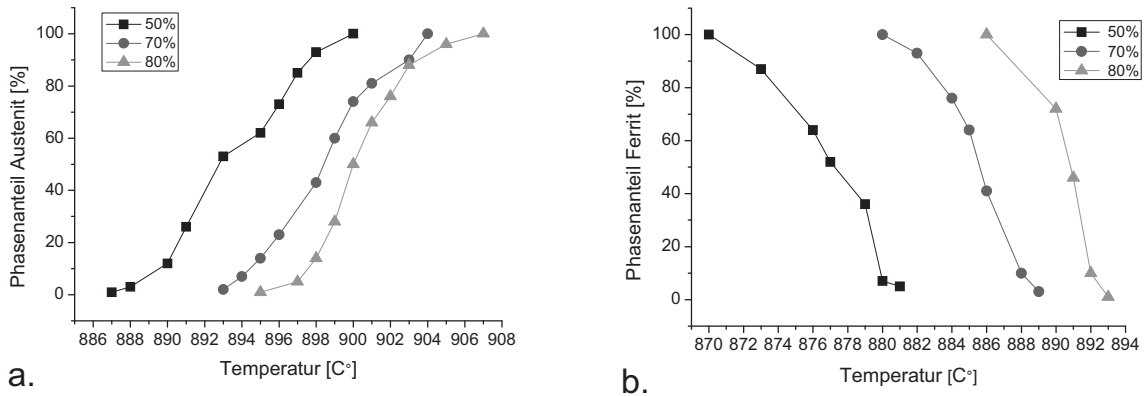 50%
70%
80%
100
80
60
40
20
0
Phasenanteil Austenit [%]
886 888 890 892 894 896 898 900 902 904 906 908
Temperatur [C°]
a.
50%
70%
80%
100
80
60
40
20
0
Phasenanteil Ferrit [%]
870 872 874 876 878 880 882 884 886 888 890 892 894
Temperatur [C°]
b.